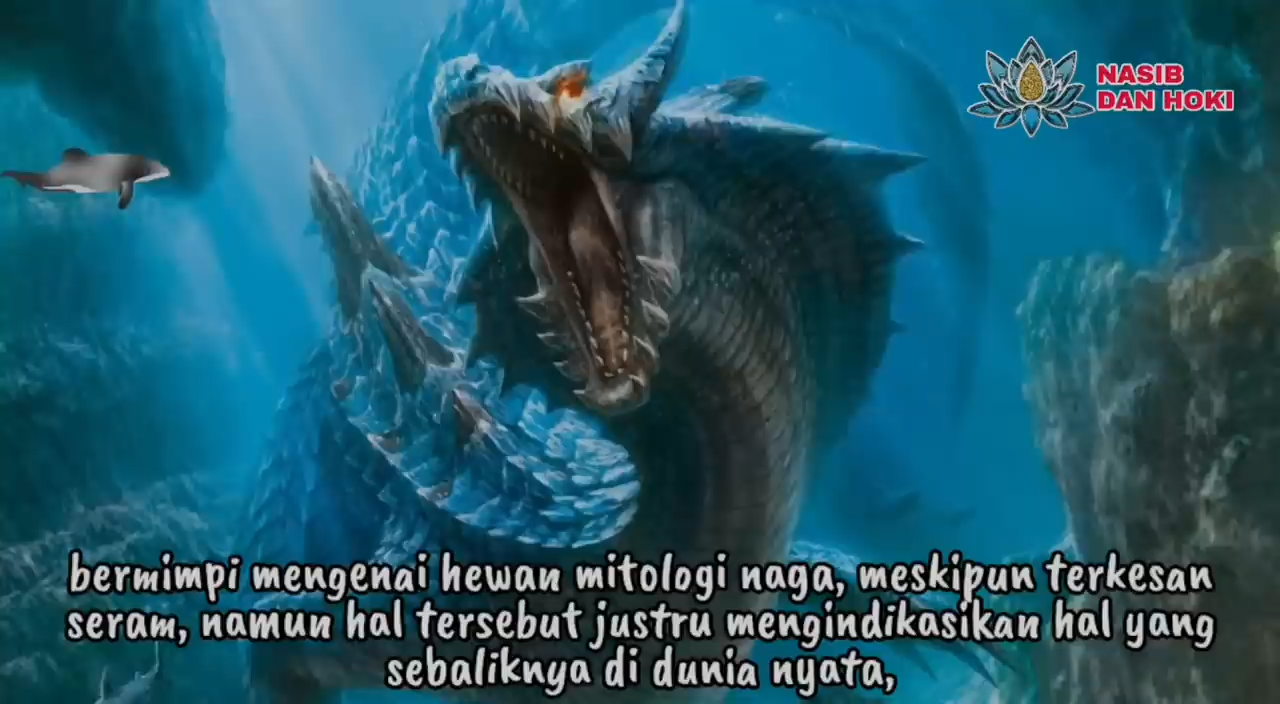 NASIB
DAN HOKI
bermimpi mengenai hewan mitologi naga, meskipun terkesan
seram, namun hal tersebut justru mengindikasikan hal yang
sebaliknya di dunia nyata,